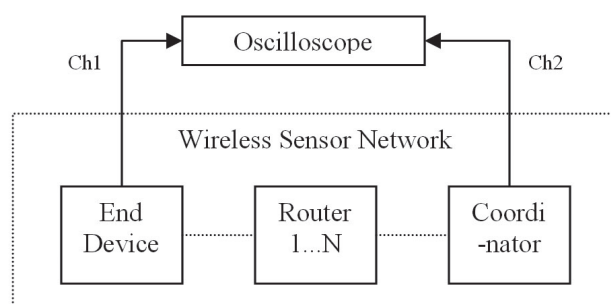 Oscilloscope
Ch1
Ch2
Wireless Sensor Network
End
Device
Router
1...N
Coordi
-nator